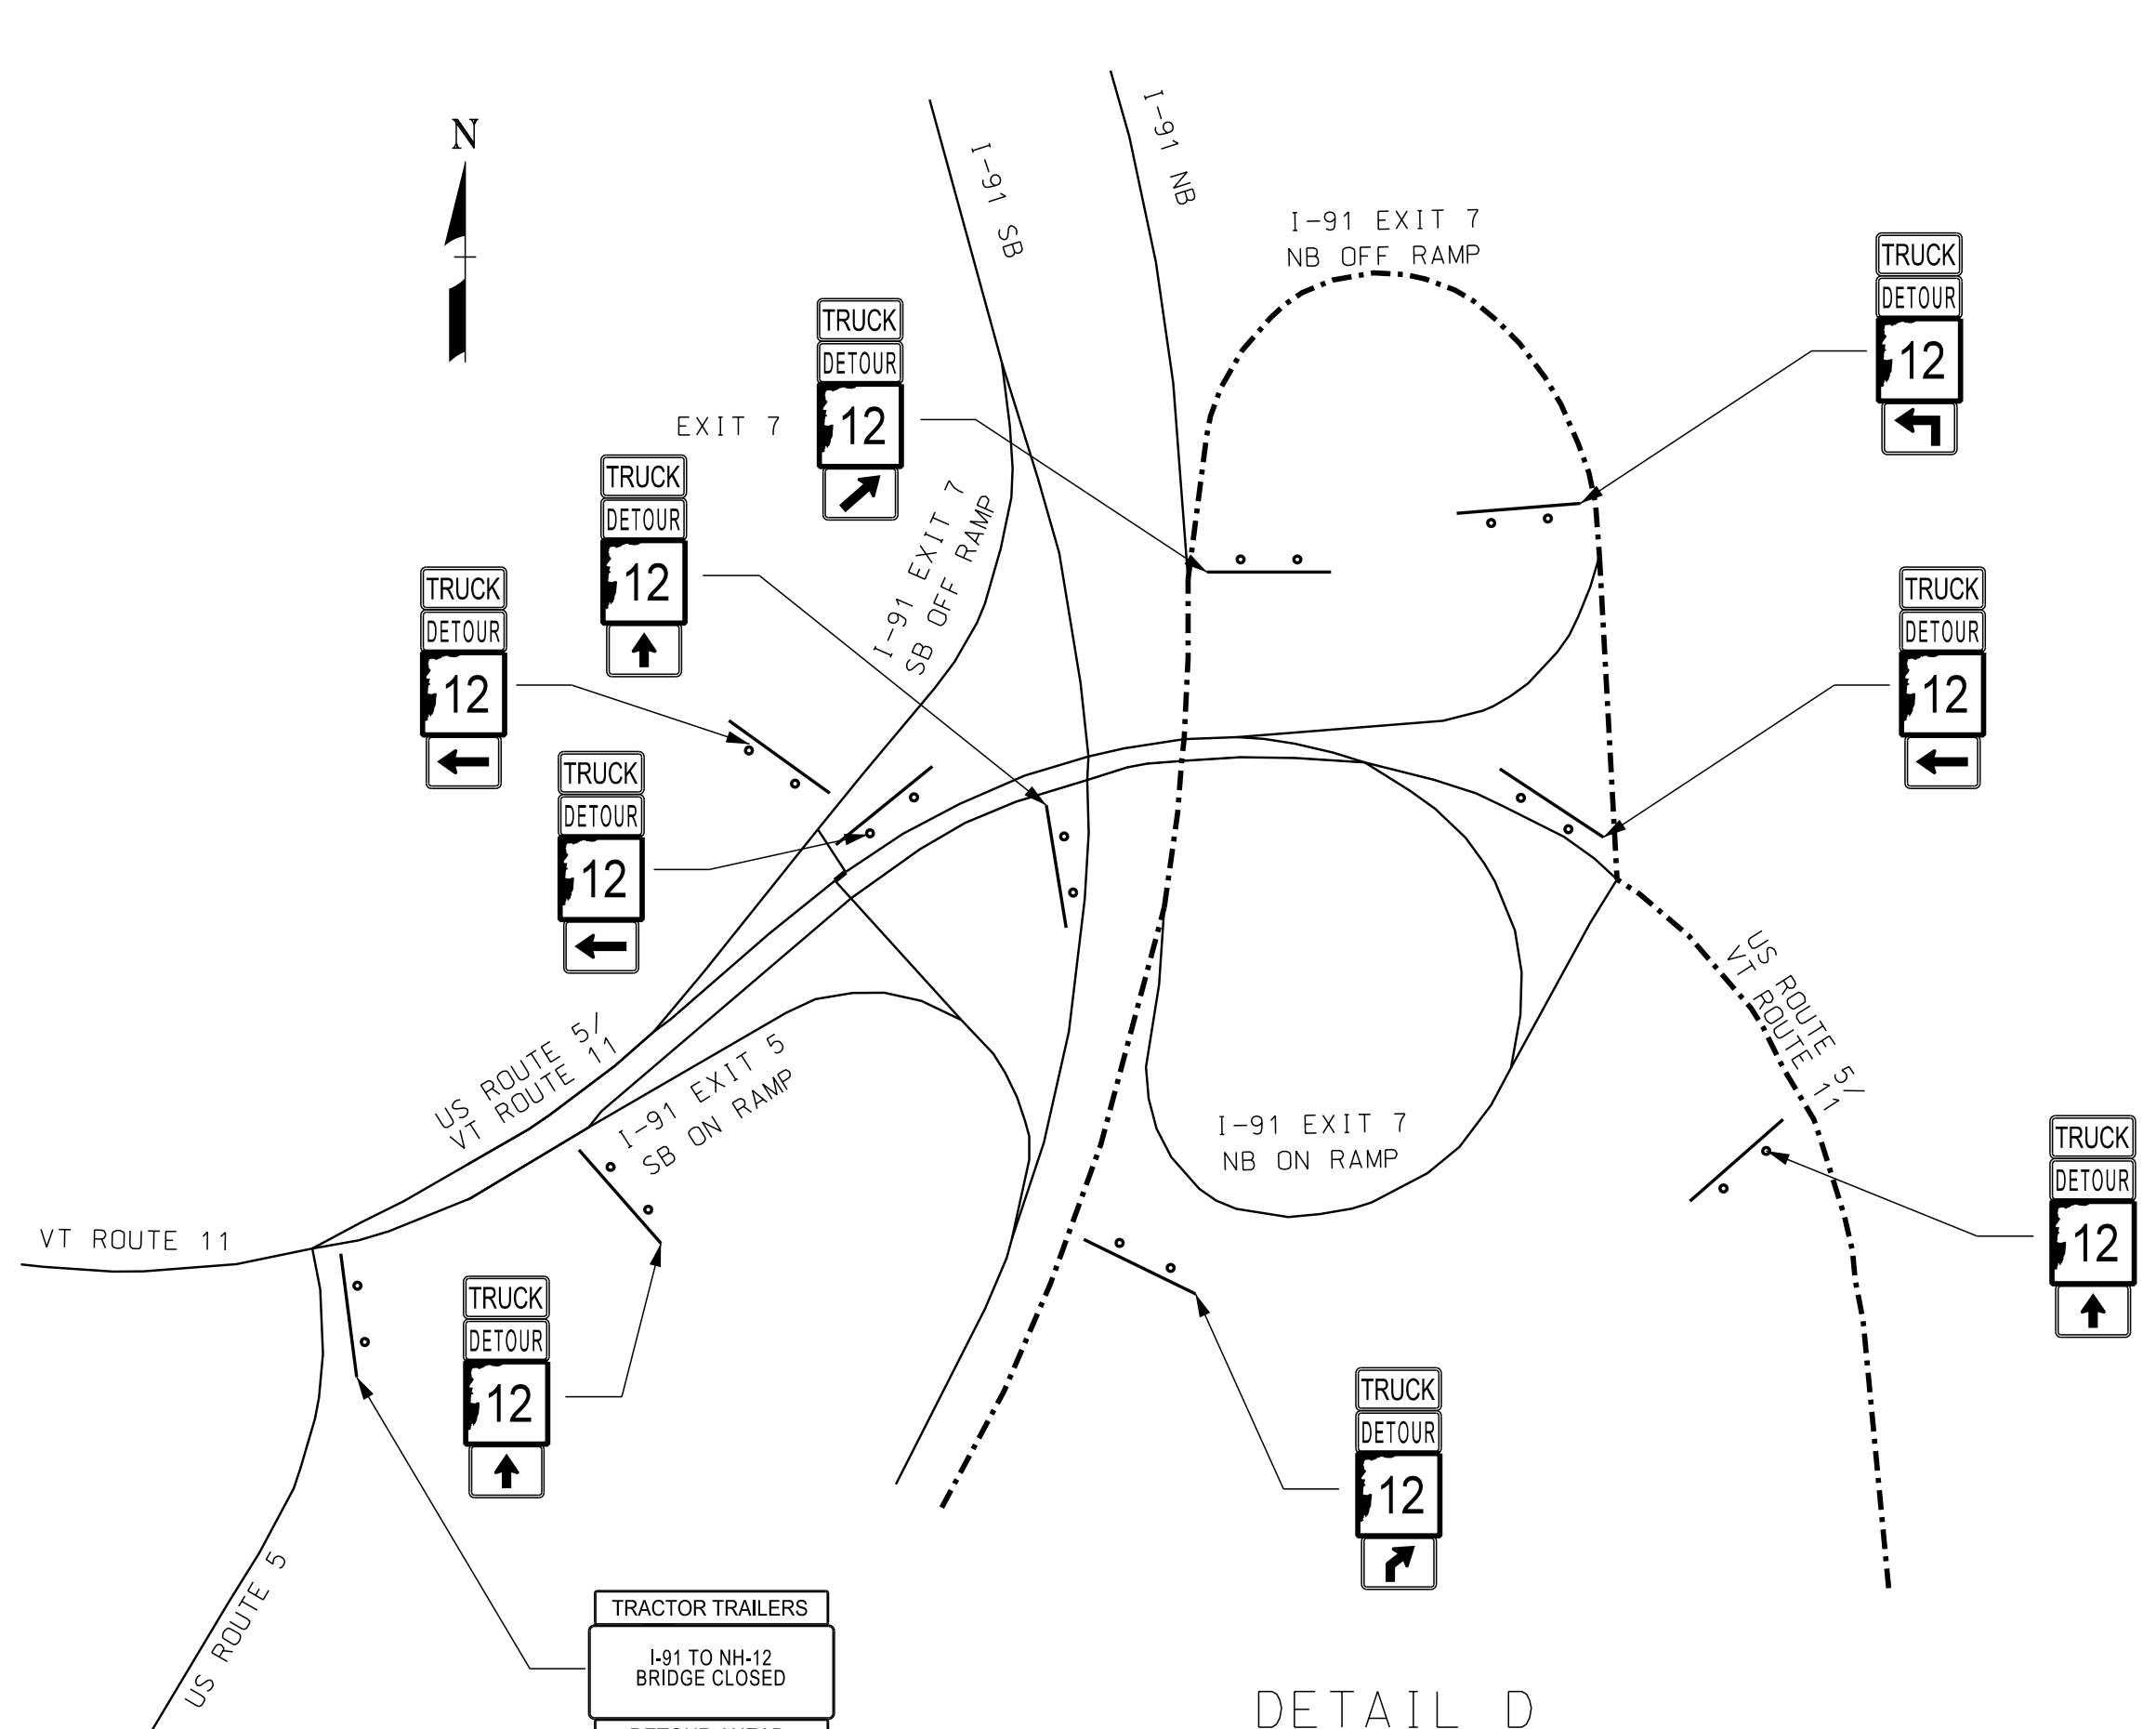 N
I-91 SB
I-91 NB
I-91 EXIT 7
NB OFF RAMP
TRUCK
DETOUR
12
TRUCK
DETOUR
12
EXIT 7
TRUCK
DETOUR
12
I-91 EXIT 7
SB OFF RAMP
TRUCK
DETOUR
12
TRUCK
DETOUR
12
TRUCK
DETOUR
12
US ROUTE 5/
VT ROUTE 11
US ROUTE 5/
VT ROUTE 11
I-91 EXIT 5
SB ON RAMP
I-91 EXIT 7
NB ON RAMP
TRUCK
DETOUR
12
VT ROUTE 11
TRUCK
DETOUR
12
TRUCK
DETOUR
12
US ROUTE 5
TRACTOR TRAILERS
I-91 TO NH-12
BRIDGE CLOSED
DETOUR AHEAD
DETAIL D